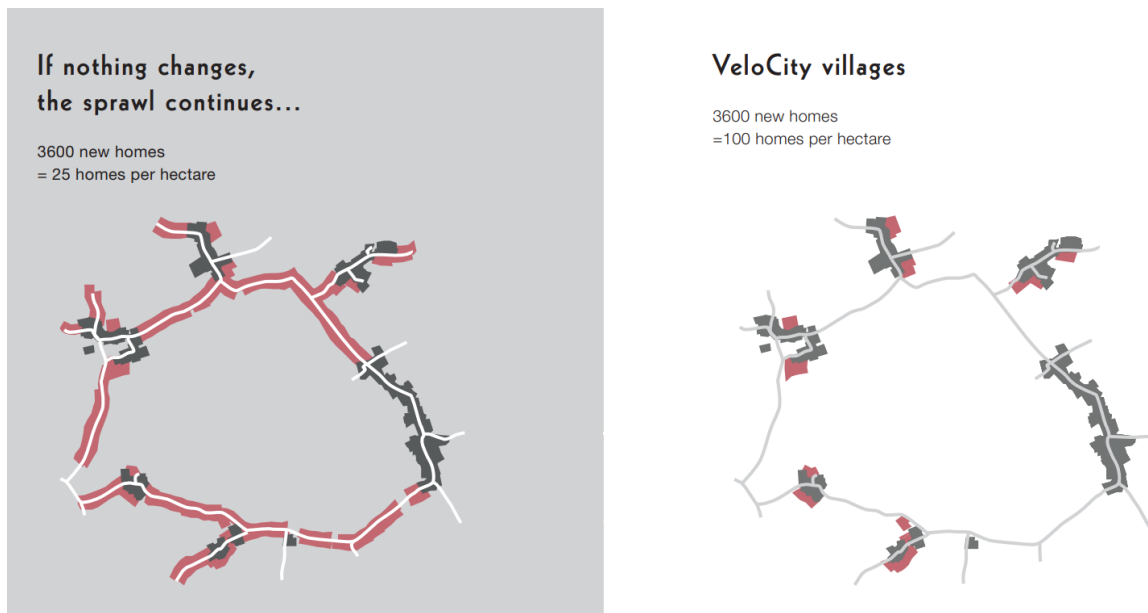 If nothing changes,
the sprawl continues...
3600 new homes
= 25 homes per hectare
VeloCity villages
3600 new homes
=100 homes per hectare